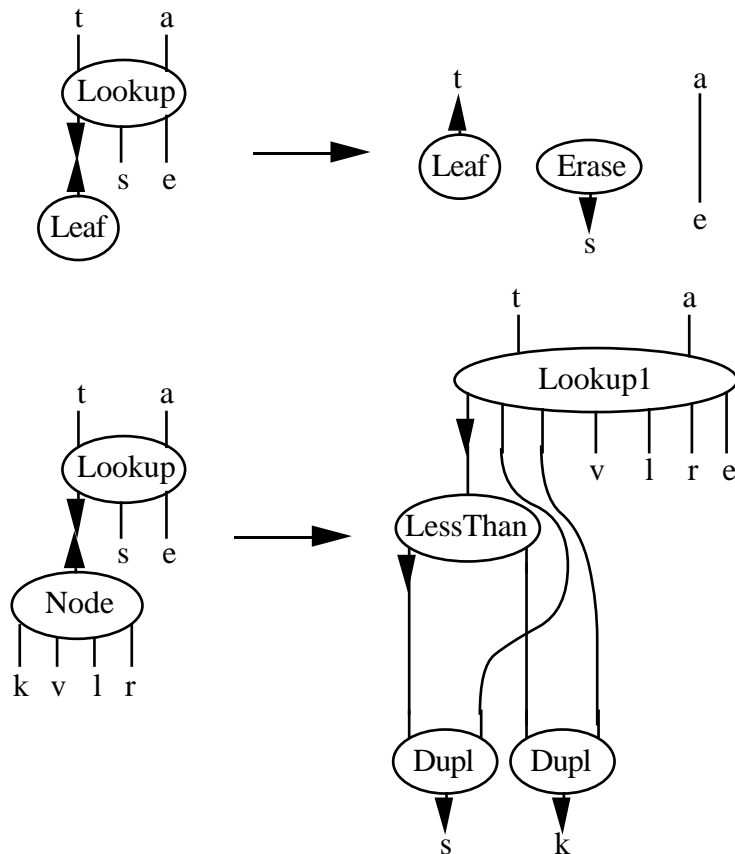 t a
Lookup
s e
Leaf
t a
Leaf Erase
s e
t a
Lookup
s e
Node
k v l r
t a
Lookup1
v l r e
LessThan
Dupl Dupl
s k